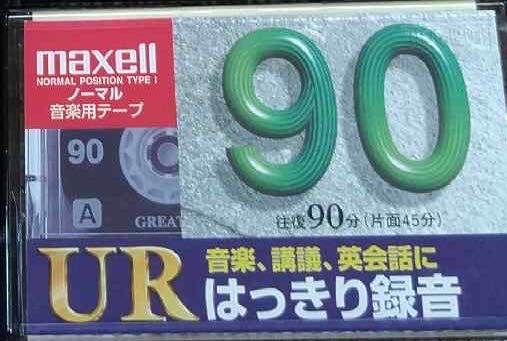 maxell
NORMAL POSITION TYPE I
ノーマル
音楽用テープ
90
90
A
GREAT
往復90分(片面45分)
UR
音楽、講議、英会話に
はっきり録音